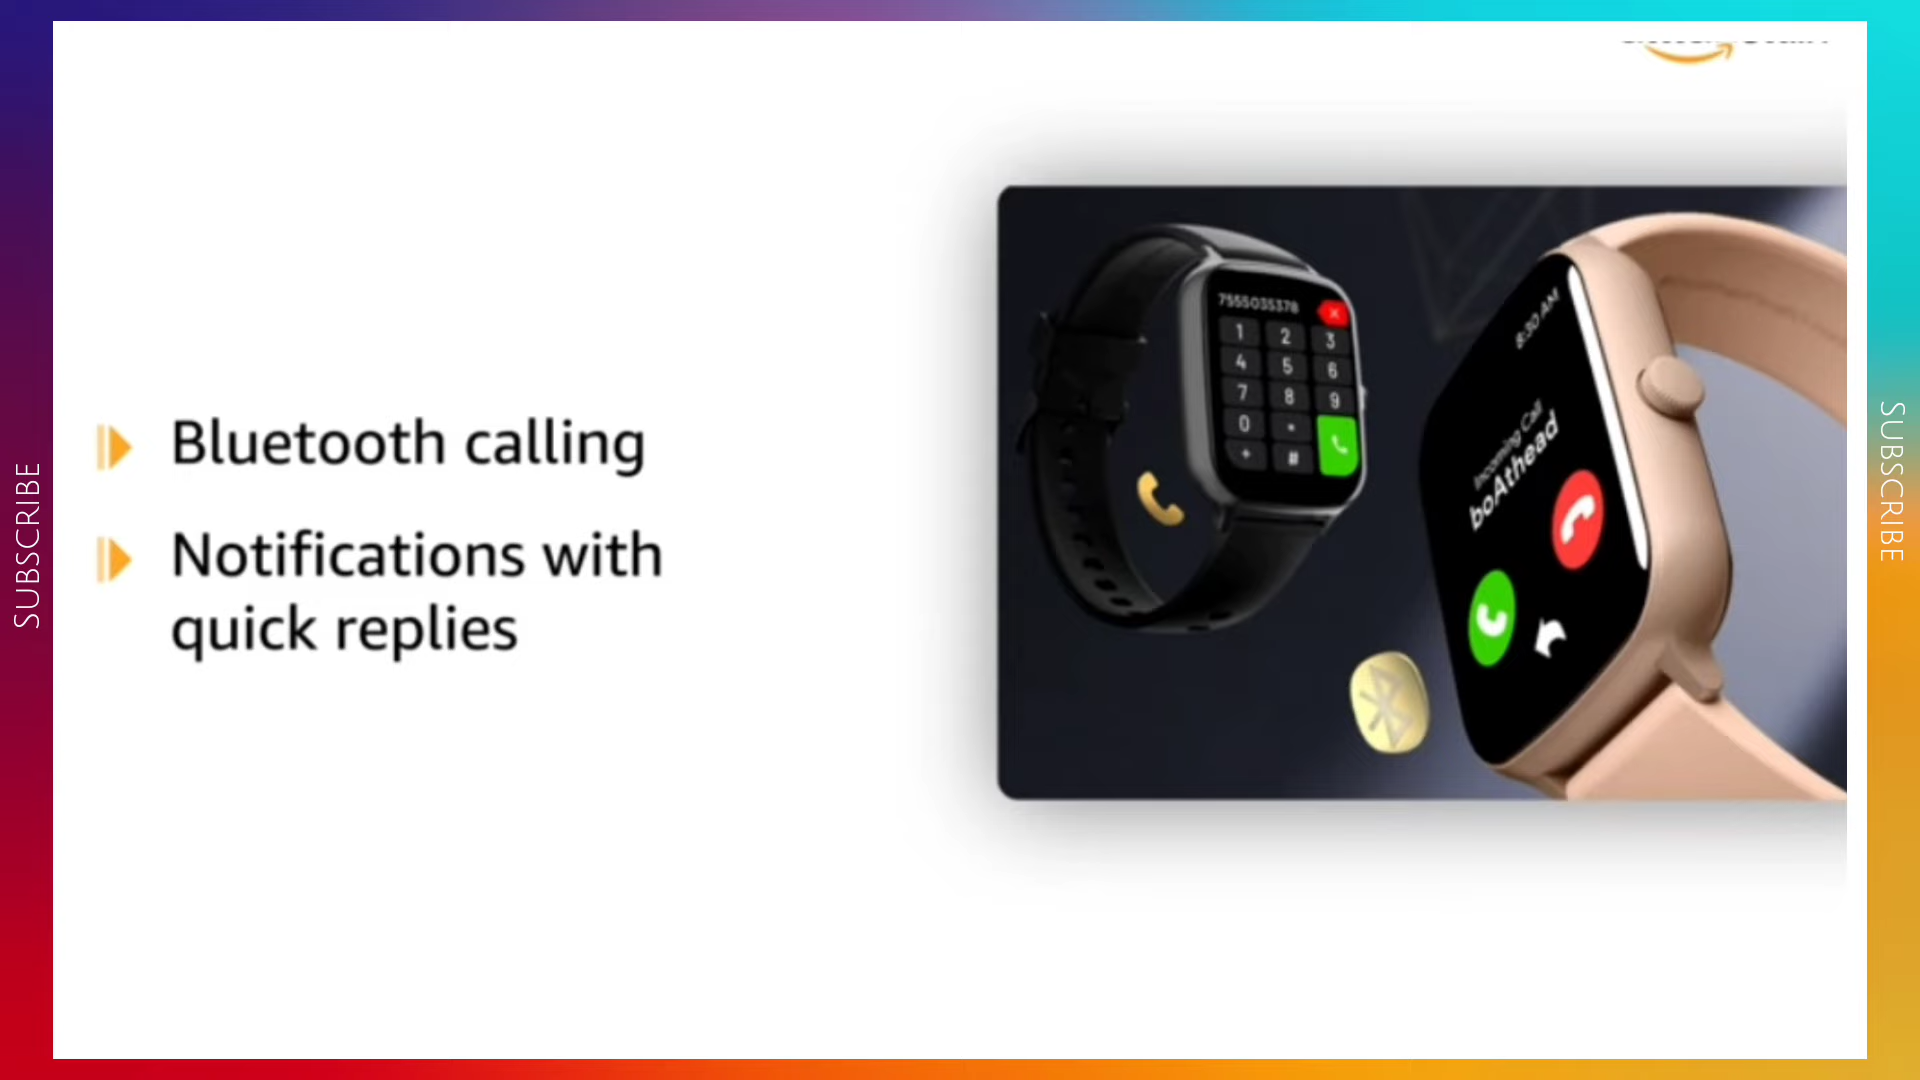 SUBSCRIBE
Bluetooth calling
Notifications with
quick replies
7555035378
1 2 3
4 5 6
7 8 9
0 *
+ #
8:30 AM
Incoming Call
boAthead
SUBSCRIBE